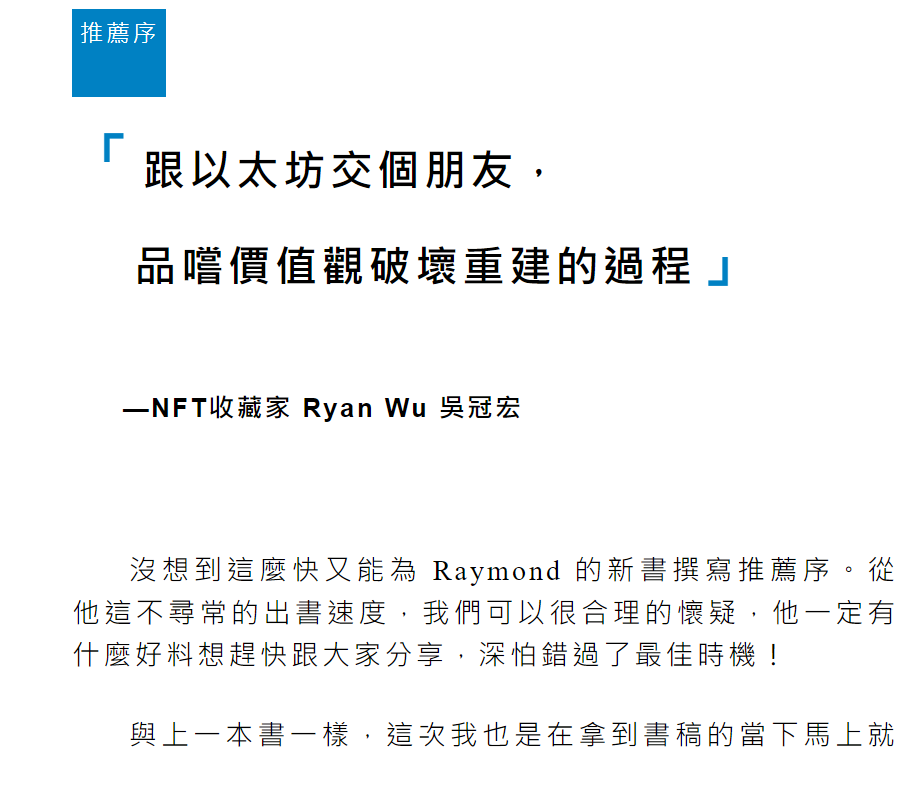 推薦序
「跟以太坊交個朋友，
品嚐價值觀破壞重建的過程」
—NFT收藏家 Ryan Wu 吳冠宏
沒想到這麼快又能為 Raymond 的新書撰寫推薦序。從
他這不尋常的出書速度，我們可以很合理的懷疑，他一定有
什麼好料想趕快跟大家分享，深怕錯過了最佳時機！
與上一本書一樣，這次我也是在拿到書稿的當下馬上就